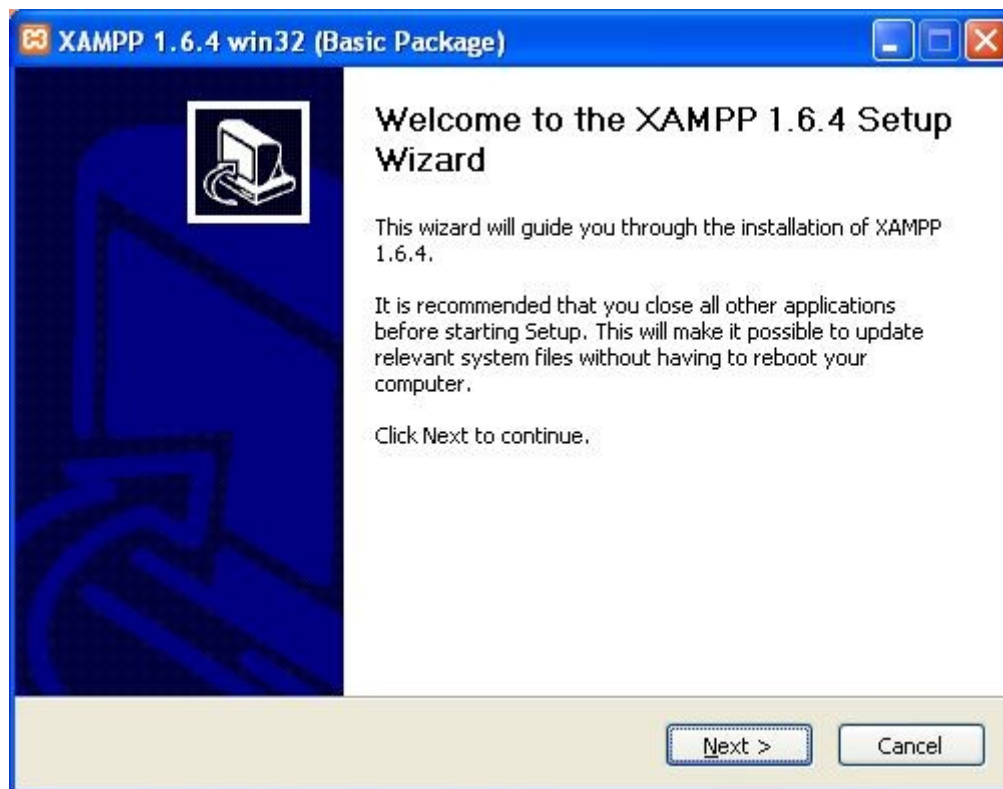 XAMPP 1.6.4 win32 (Basic Package)
Welcome to the XAMPP 1.6.4 Setup
Wizard
This wizard will guide you through the installation of XAMPP
1.6.4.
It is recommended that you close all other applications
before starting Setup. This will make it possible to update
relevant system files without having to reboot your
computer.
Click Next to continue.
Next >
Cancel